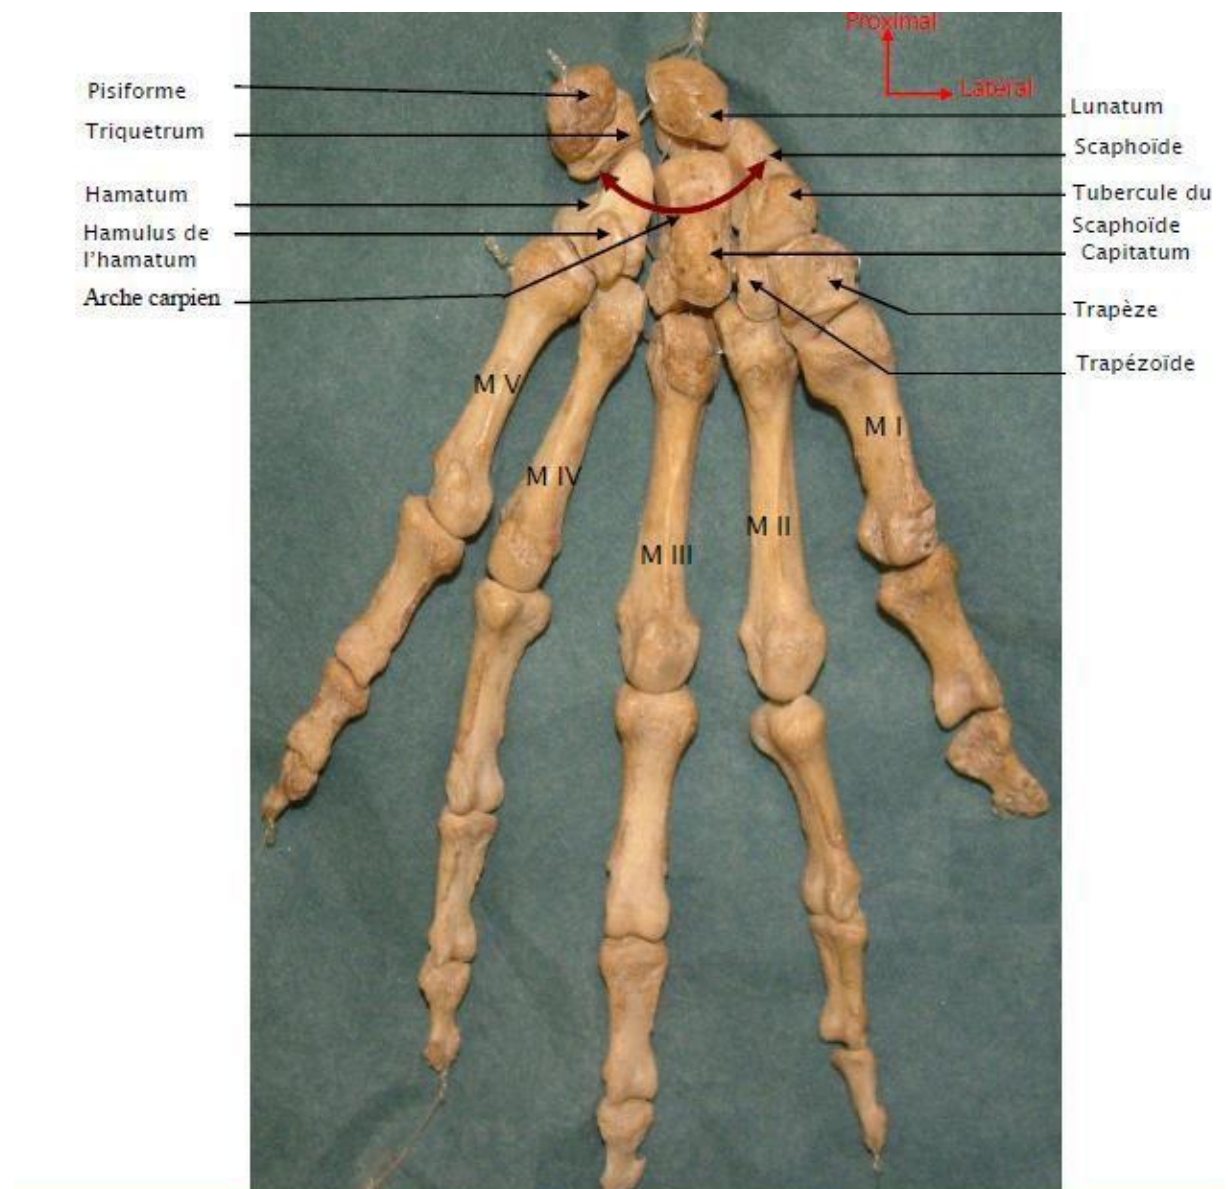 Proximal
Latéral
Pisiforme
Triquetrum
Hamatum
Hamulus de
l'hamatum
Arche carpien
Lunatum
Scaphoïde
Tubercule du
Scaphoïde
Capitatum
Trapèze
Trapézoïde
M V
M IV
M III
M II
M I